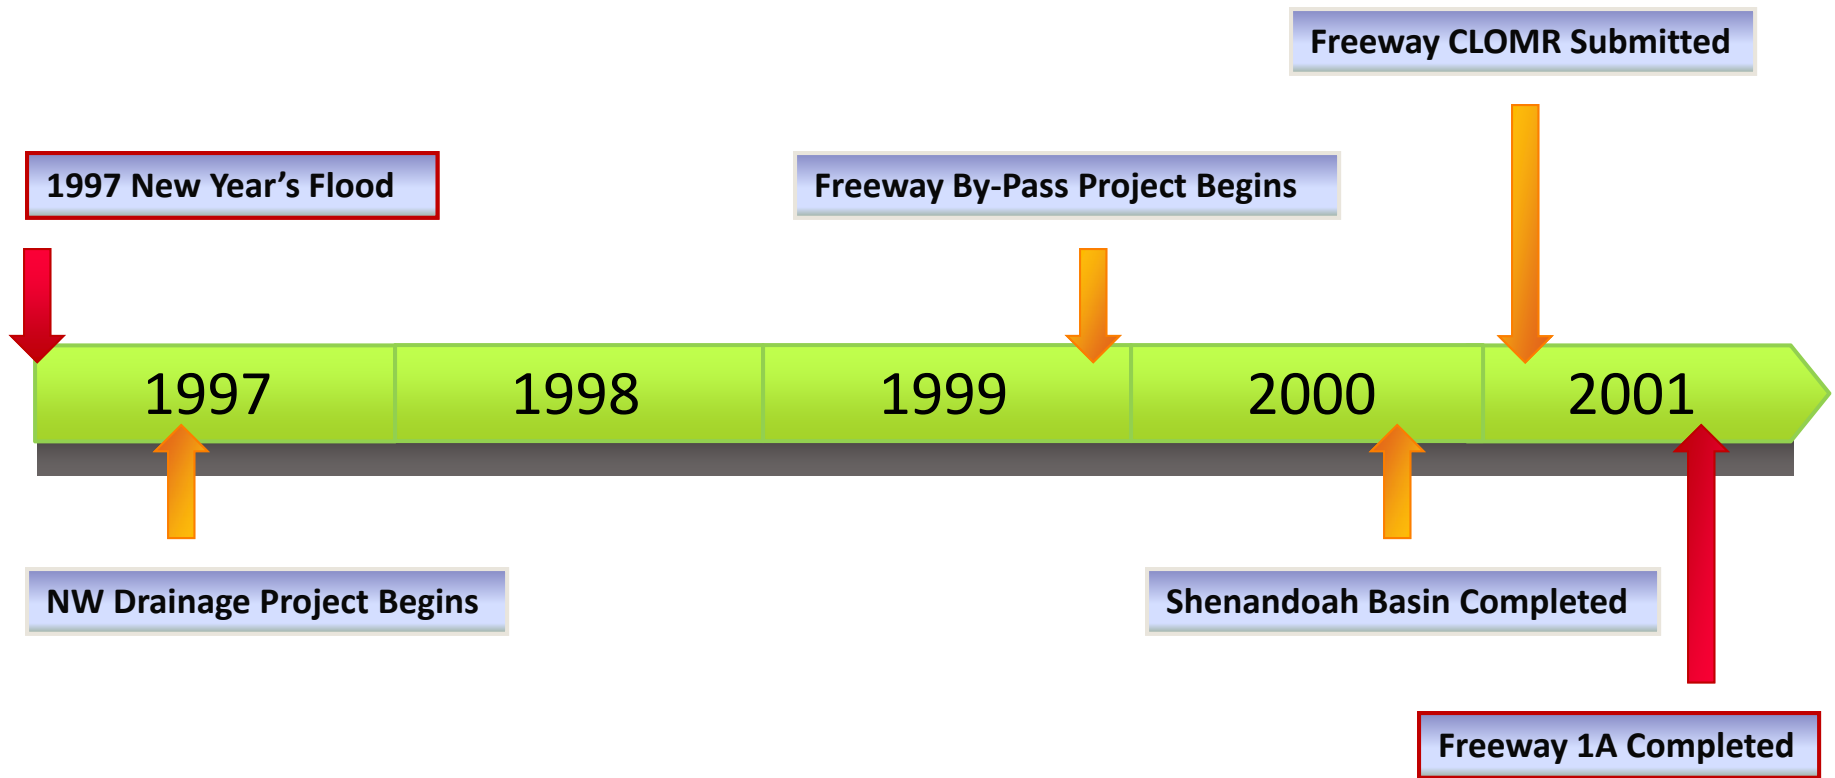 Freeway CLOMR Submitted
1997 New Year’s Flood
Freeway By-Pass Project Begins
1997
1998
1999
2000
2001
NW Drainage Project Begins
Shenandoah Basin Completed
Freeway 1A Completed